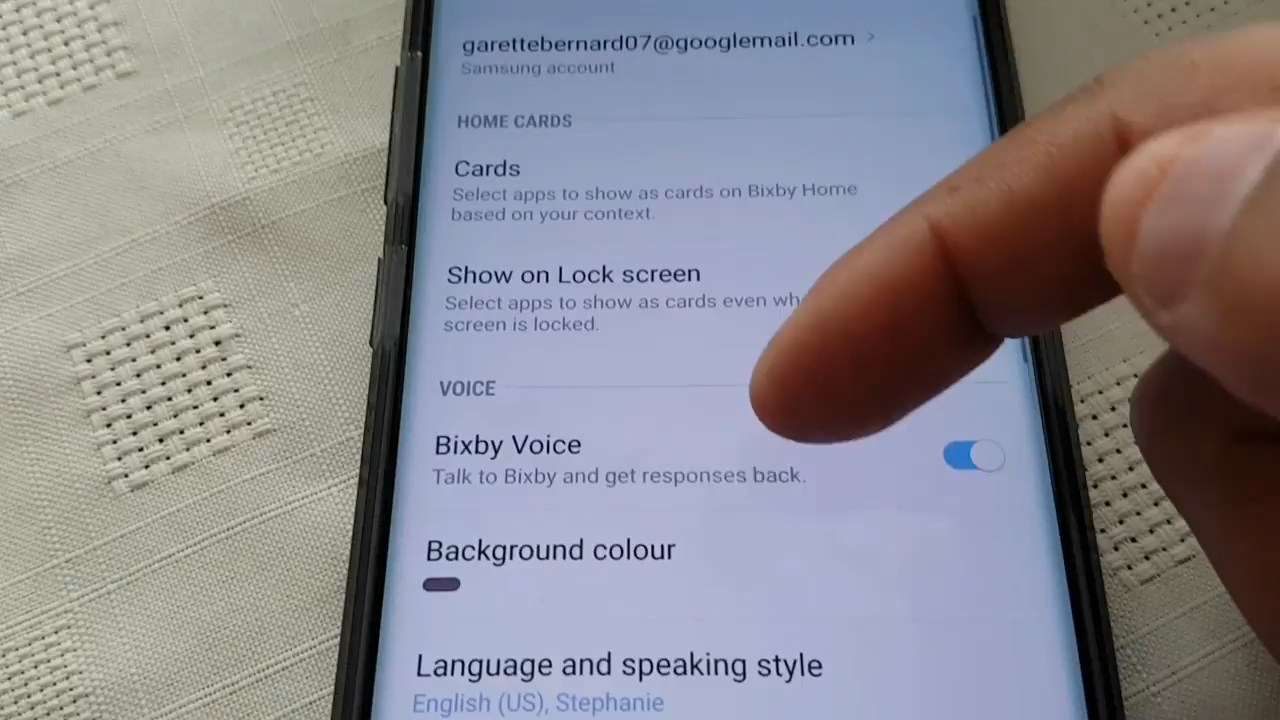 garettebernard07@googlemail.com
Samsung account
HOME CARDS
Cards
Select apps to show as cards on Bixby Home
based on your context.
Show on Lock screen
Select apps to show as cards even
screen is locked.
VOICE
Bixby Voice
Talk to Bixby and get responses back.
Background colour
Language and speaking style
English (US), Stephanie